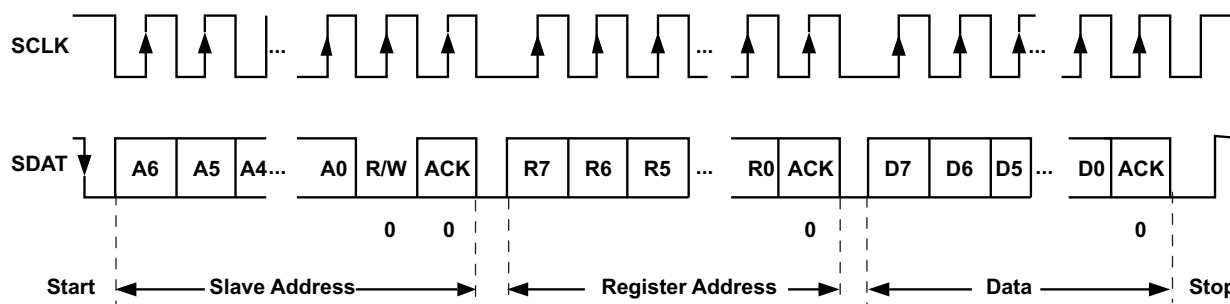 SCLK ... ... ...
SDAT A6 A5 A4... A0 R/W ACK R7 R6 R5 ... R0 ACK D7 D6 D5 ... D0 ACK
0 0 0 0
Start Slave Address Register Address Data Stop